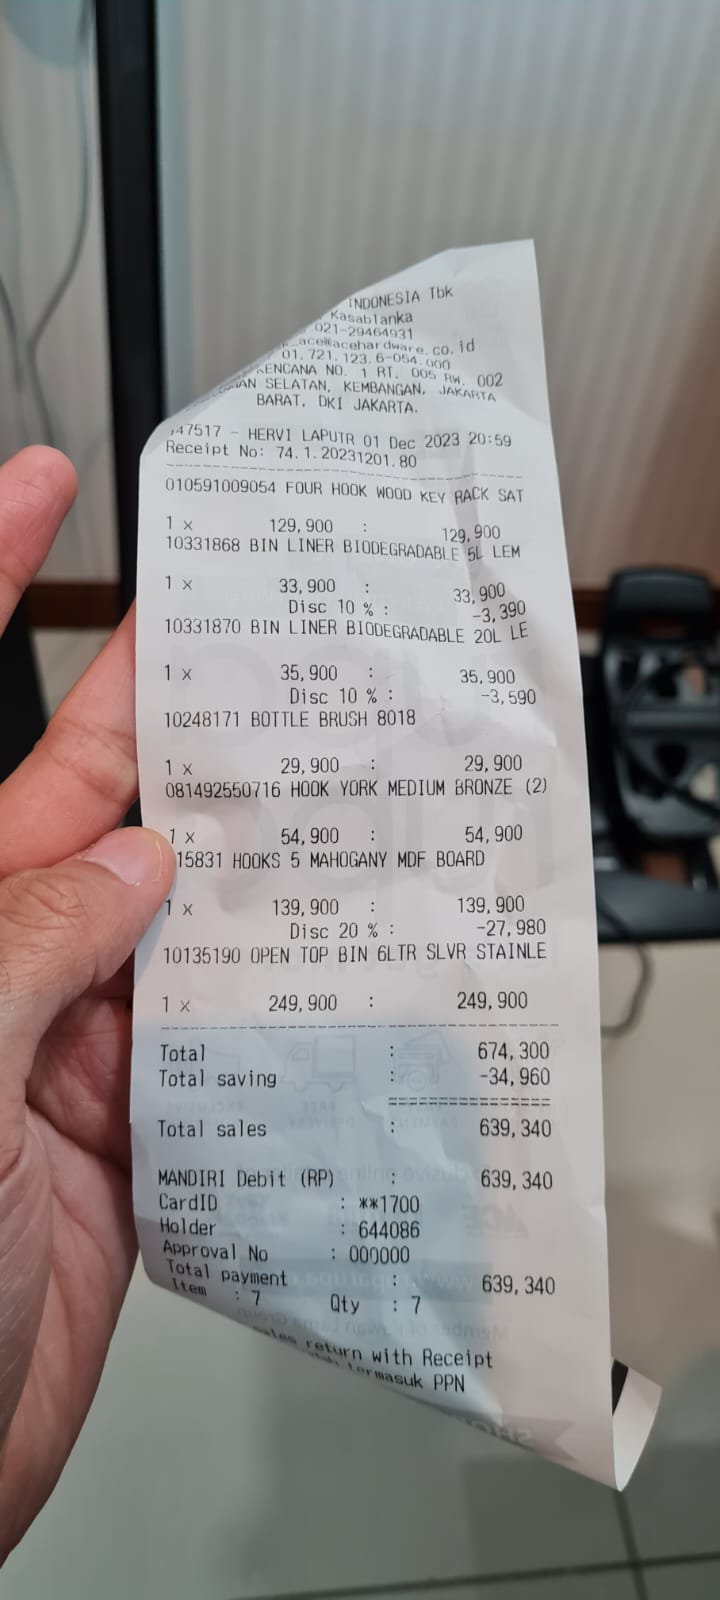 INDONESIA Tbk
Kasablanka
021-29464931
_ace@acehardware.co.id
01.721.123.6-054.000
KENCANA NO. 1 RT. 005 RW. 002
SELATAN, KEMBANGAN, JAKARTA
BARAT. DKI JAKARTA.
47517 - HERVI LAPUTR 01 Dec 2023 20:59
Receipt No: 74.1.20231201.80
010591009054 FOUR HOOK WOOD KEY RACK SAT
1 x 129,900 : 129,900
10331868 BIN LINER BIODEGRADABLE 5L LEM
1 x 33,900 : 33,900
Disc 10 % : -3,390
10331870 BIN LINER BIODEGRADABLE 20L LE
1 x 35,900 : 35,900
Disc 10 % : -3,590
10248171 BOTTLE BRUSH 8018
1 x 29,900 : 29,900
081492550716 HOOK YORK MEDIUM BRONZE (2)
1 x 54,900 : 54,900
15831 HOOKS 5 MAHOGANY MDF BOARD
1 x 139,900 : 139,900
Disc 20 % : -27,980
10135190 OPEN TOP BIN 6LTR SLVR STAINLE
1 x 249,900 : 249,900
Total : 674,300
Total saving : -34,960
================
Total sales : 639,340
MANDIRI Debit (RP) : 639,340
CardID : **1700
Holder : 644086
Approval No : 000000
Total payment : 639,340
Item : 7 Qty : 7
return with Receipt
termasuk PPN